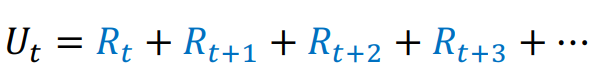 U_t = R_t + R_{t+1} + R_{t+2} + R_{t+3} + ⋯